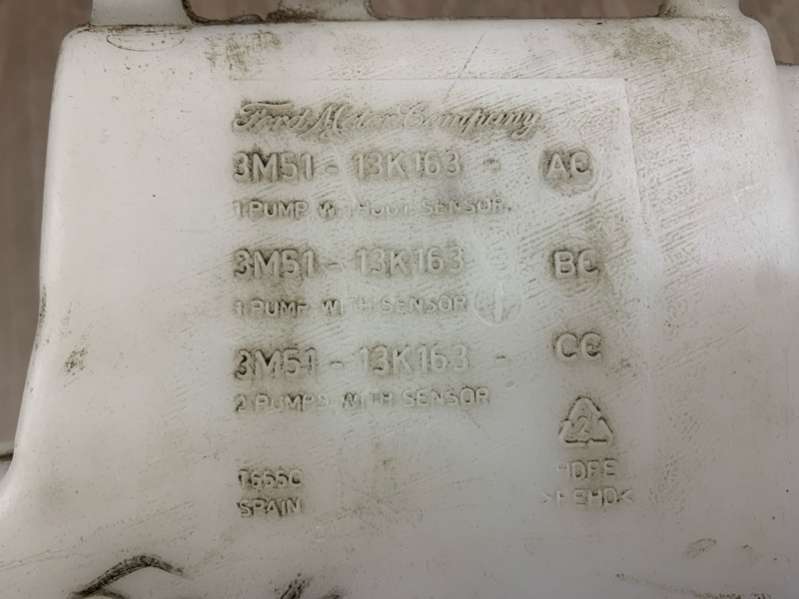 Ford Motor Company
3M51 - 13K163 - AC
1 PUMP WITHOUT SENSOR
3M51 - 13K163 BC
1 PUMP WITH SENSOR
3M51 - 13K163 - CC
2 PUMPS WITH SENSOR
2
HDPE
SPAIN